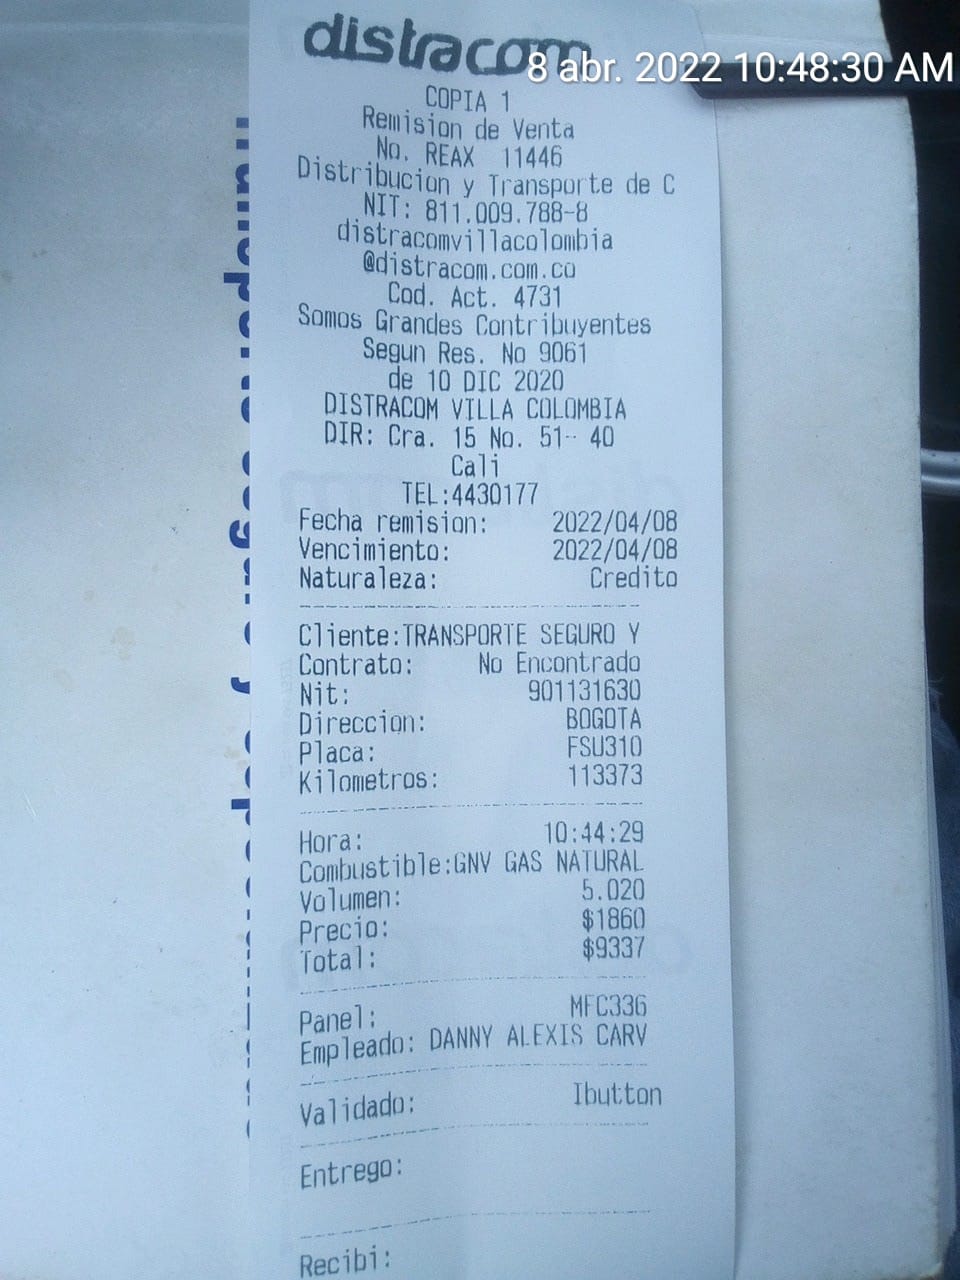 distracom
8 abr. 2022 10:48:30 AM
COPIA 1
Remision de Venta
No. REAX 11446
Distribucion y Transporte de C
NIT: 811.009.788-8
distracomvillacolombia
@distracom.com.co
Cod. Act. 4731
Somos Grandes Contribuyentes
Segun Res. No 9061
de 10 DIC 2020
DISTRACOM VILLA COLOMBIA
DIR: Cra. 15 No. 51- 40
Cali
TEL:4430177
Fecha remision: 2022/04/08
Vencimiento: 2022/04/08
Naturaleza: Credito
Cliente:TRANSPORTE SEGURO Y
Contrato: No Encontrado
Nit: 901131630
Direccion: BOGOTA
Placa: FSU310
Kilometros: 113373
Hora: 10:44:29
Combustible:GNV GAS NATURAL
Volumen: 5.020
Precio: $1860
Total: $9337
Panel: MFC336
Empleado: DANNY ALEXIS CARV
Validado: Ibutton
Entrego:
Recibi: